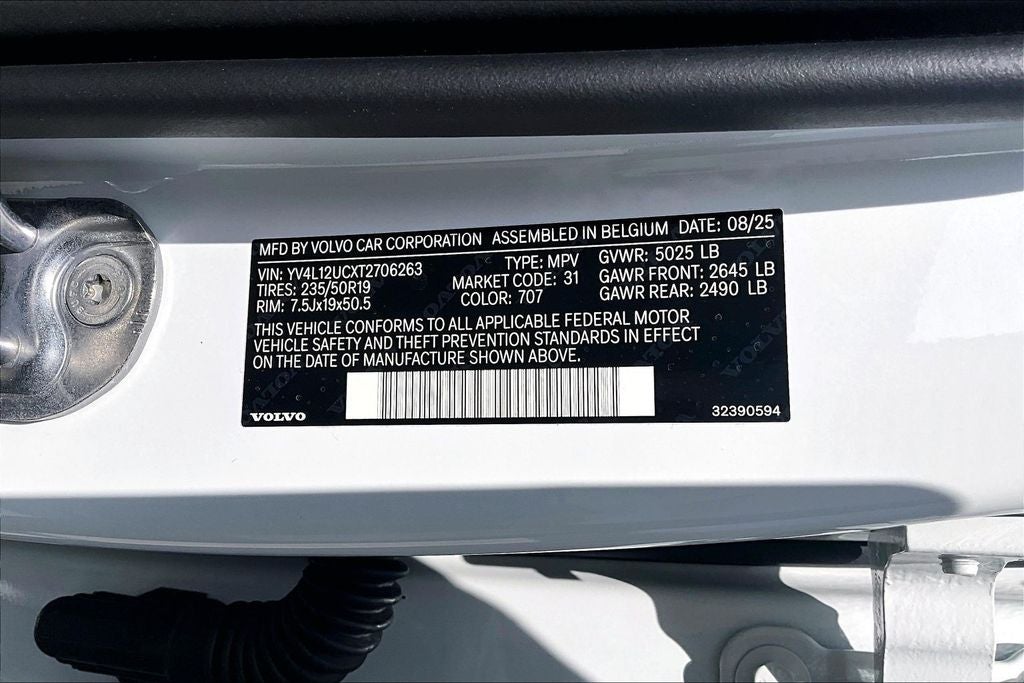 MFD BY VOLVO CAR CORPORATION ASSEMBLED IN BELGIUM DATE: 08/25
VIN: YV4L12UCXT2706263 TYPE: MPV GVWR: 5025 LB
TIRES: 235/50R19 MARKET CODE: 31 GAWR FRONT: 2645 LB
RIM: 7.5Jx19x50.5 COLOR: 707 GAWR REAR: 2490 LB
THIS VEHICLE CONFORMS TO ALL APPLICABLE FEDERAL MOTOR
VEHICLE SAFETY AND THEFT PREVENTION STANDARDS IN EFFECT
ON THE DATE OF MANUFACTURE SHOWN ABOVE.
VOLVO 32390594